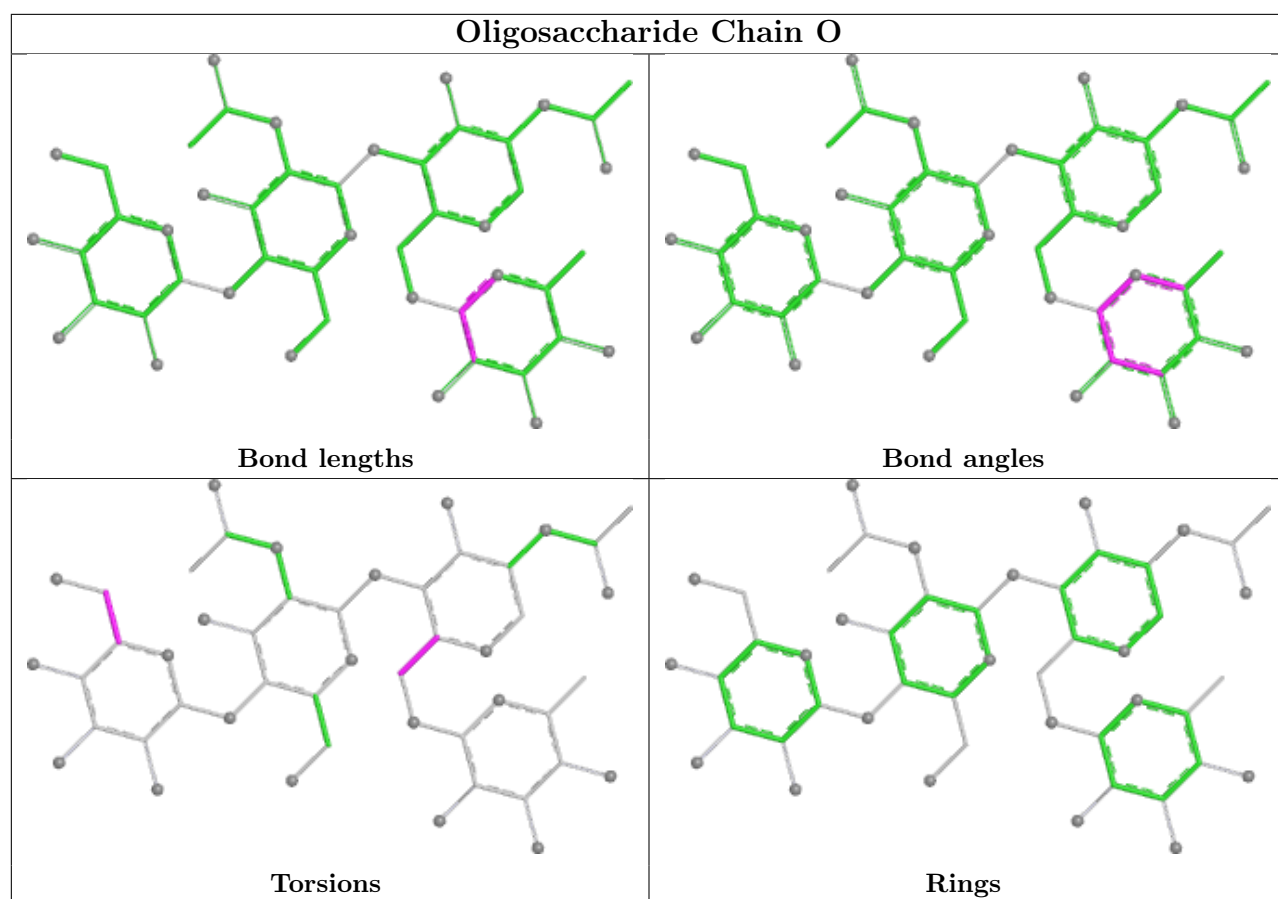 Oligosaccharide Chain O
Bond lengths
Bond angles
Torsions
Rings